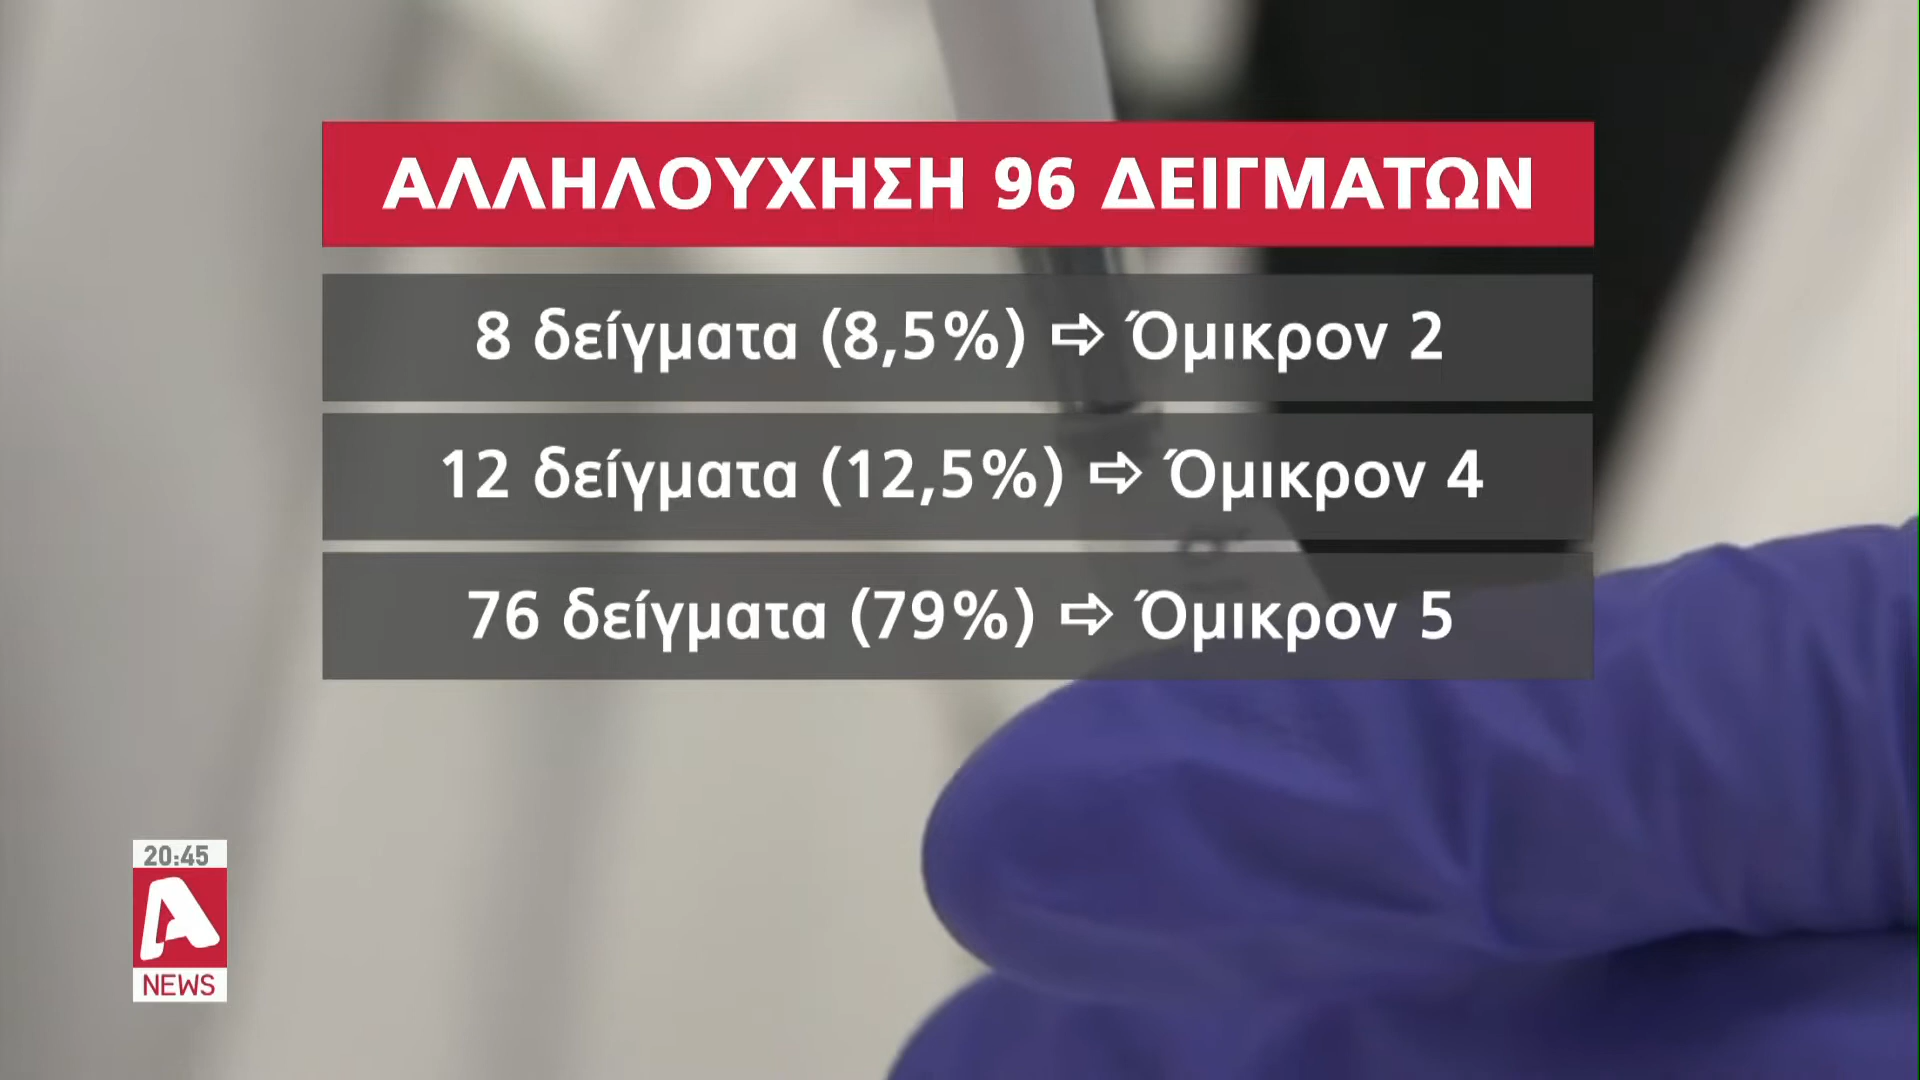 ΑΛΛΗΛΟΥΧΗΣΗ 96 ΔΕΙΓΜΑΤΩΝ
8 δείγματα (8,5%) ⇨ Όμικρον 2
12 δείγματα (12,5%) ⇨ Όμικρον 4
76 δείγματα (79%) ⇨ Όμικρον 5
20:45
A
NEWS